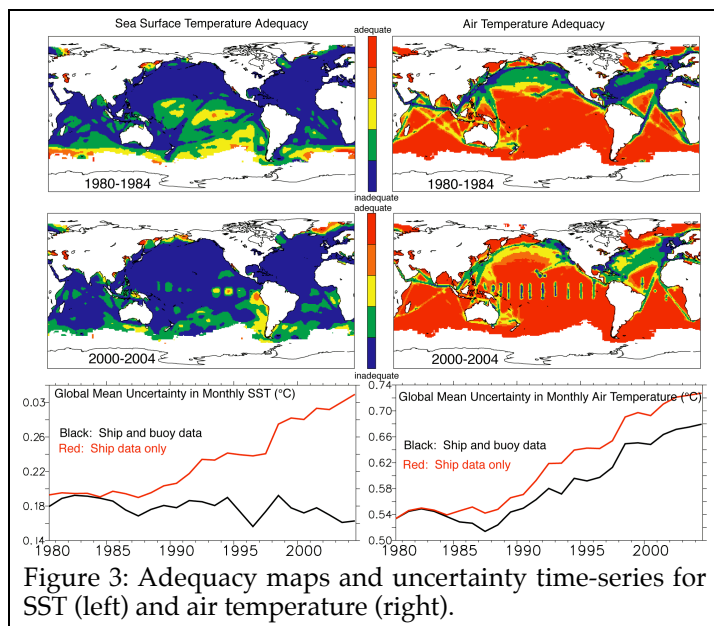 Sea Surface Temperature Adequacy
adequate
Air Temperature Adequacy
1980-1984
1980-1984
inadequate
adequate
2000-2004
2000-2004
inadequate
Global Mean Uncertainty in Monthly SST (°C)
Black: Ship and buoy data
Red: Ship data only
0.03
0.26
0.22
0.18
0.14
1980
1985
1990
1995
2000
Global Mean Uncertainty in Monthly Air Temperature (°C)
Black: Ship and buoy data
Red: Ship data only
0.74
0.70
0.66
0.62
0.58
0.54
0.50
1980
1985
1990
1995
2000
Figure 3: Adequacy maps and uncertainty time-series for
SST (left) and air temperature (right).